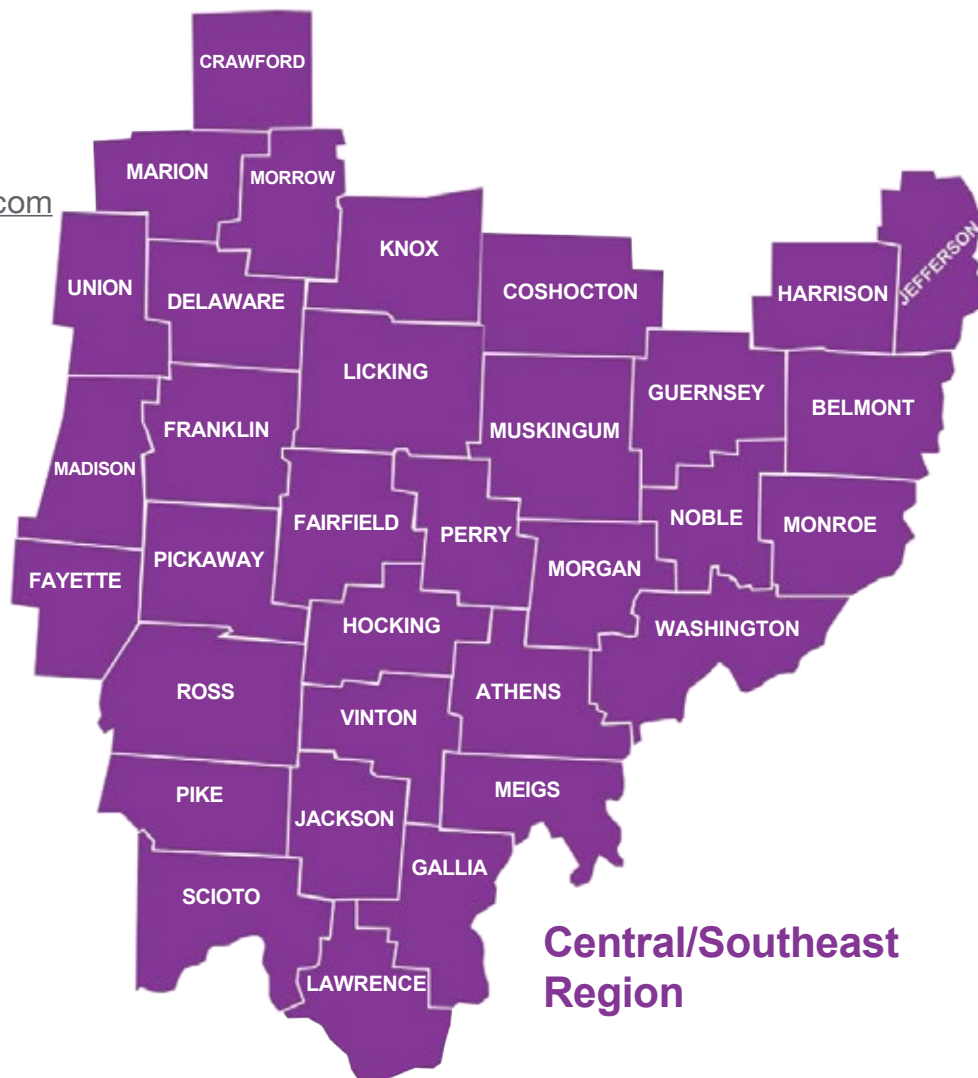 CRAWFORD
MARION
MORROW
com
KNOX
JEFFERSON
UNION
DELAWARE
COSHOCTON
HARRISON
LICKING
GUERNSEY
BELMONT
FRANKLIN
MUSKINGUM
MADISON
FAIRFIELD
PERRY
NOBLE
MONROE
PICKAWAY
FAYETTE
MORGAN
HOCKING
WASHINGTON
ROSS
VINTON
ATHENS
PIKE
JACKSON
MEIGS
GALLIA
SCIOTO
LAWRENCE
Central/Southeast
Region